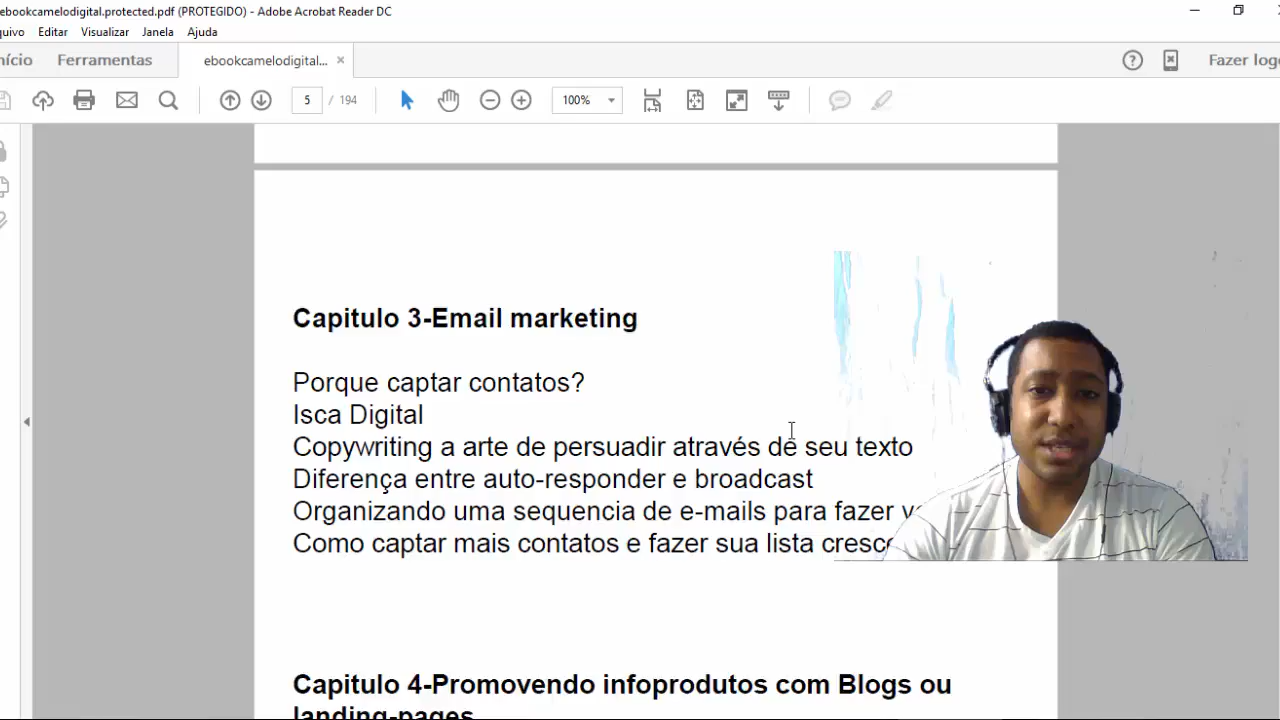 ebookcamelodigital.protected.pdf (PROTEGIDO) - Adobe Acrobat Reader DC
Editar Visualizar Janela Ajuda
Ferramentas ebookcamelodigital... ×
5 / 194 100%
Capitulo 3-Email marketing
Porque captar contatos?
Isca Digital
Copywriting a arte de persuadir através de seu texto
Diferença entre auto-responder e broadcast
Organizando uma sequencia de e-mails para fazer
Como captar mais contatos e fazer sua lista
Capitulo 4-Promovendo infoprodutos com Blogs ou
landing-pages